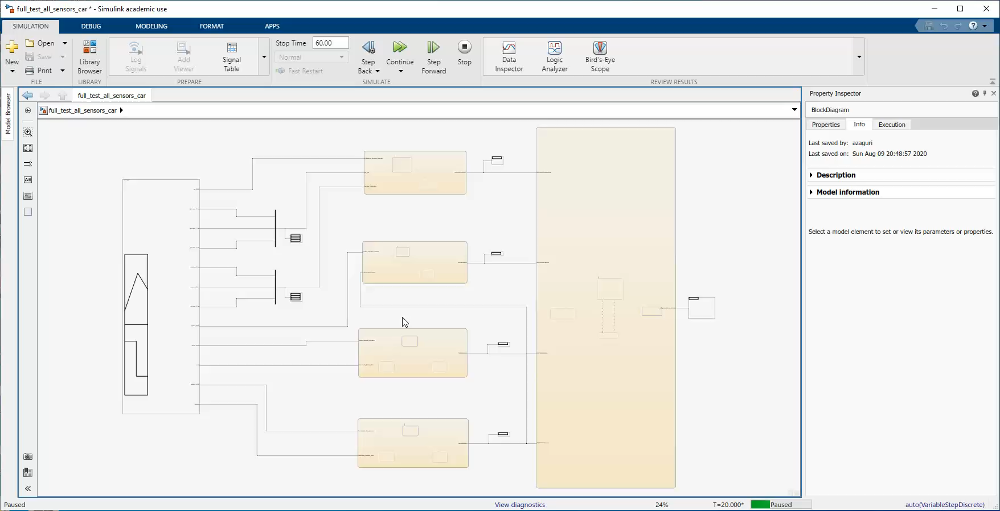 full_test_all_sensors_car * - Simulink academic use
SIMULATION DEBUG MODELING FORMAT APPS
New
Open
Save
Print
FILE
Library Browser
LIBRARY
Log Signals
Add Viewer
Signal Table
PREPARE
Stop Time 60.00
Normal
Fast Restart
Step Back
Continue
Step Forward
Stop
SIMULATE
Data Inspector
Logic Analyzer
Bird's-Eye Scope
REVIEW RESULTS
Model Browser
full_test_all_sensors_car
full_test_all_sensors_car
Property Inspector
BlockDiagram
Properties Info Execution
Last saved by: azaguri
Last saved on: Sun Aug 09 20:48:57 2020
Description
Model information
Select a model element to set or view its parameters or properties.
Paused View diagnostics 24% T=20.000* Paused auto(VariableStepDiscrete)